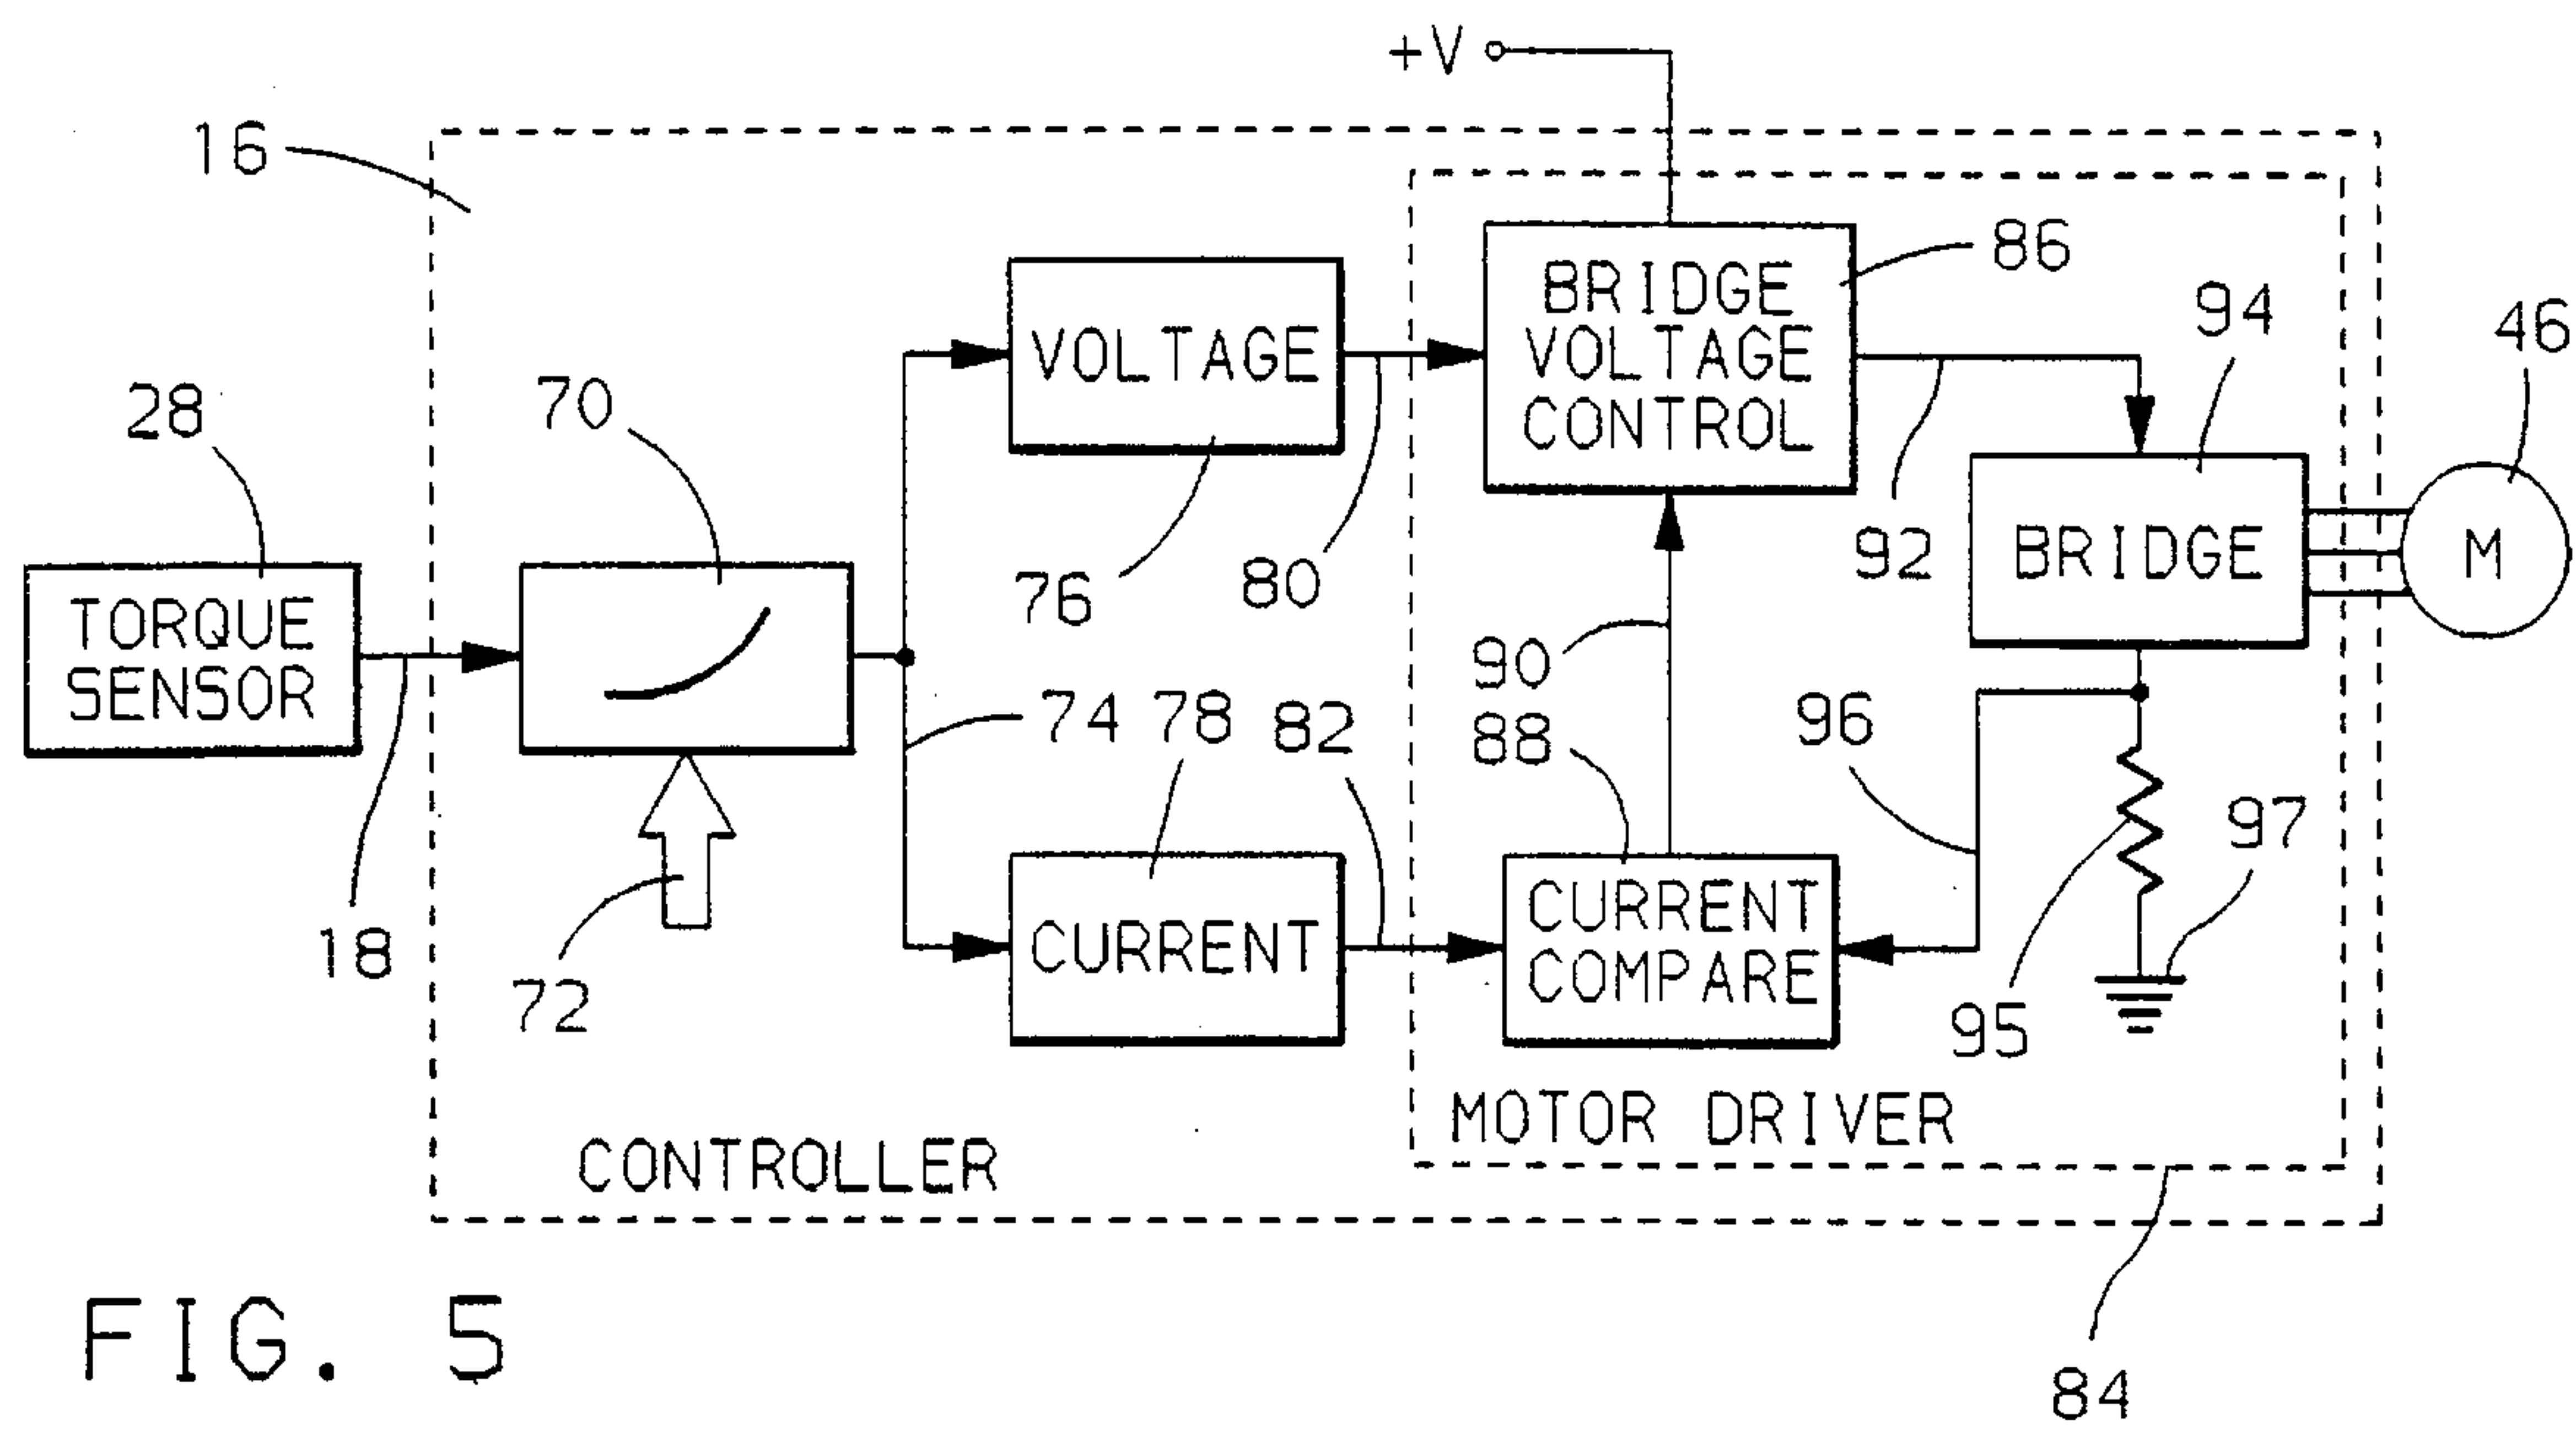 +V
16
86
BRIDGE
VOLTAGE
CONTROL
94
46
VOLTAGE
28
70
76
80
92
BRIDGE
M
TORQUE
SENSOR
90
74
78
82
88
96
97
18
72
CURRENT
CURRENT
COMPARE
95
MOTOR DRIVER
CONTROLLER
FIG. 5
84